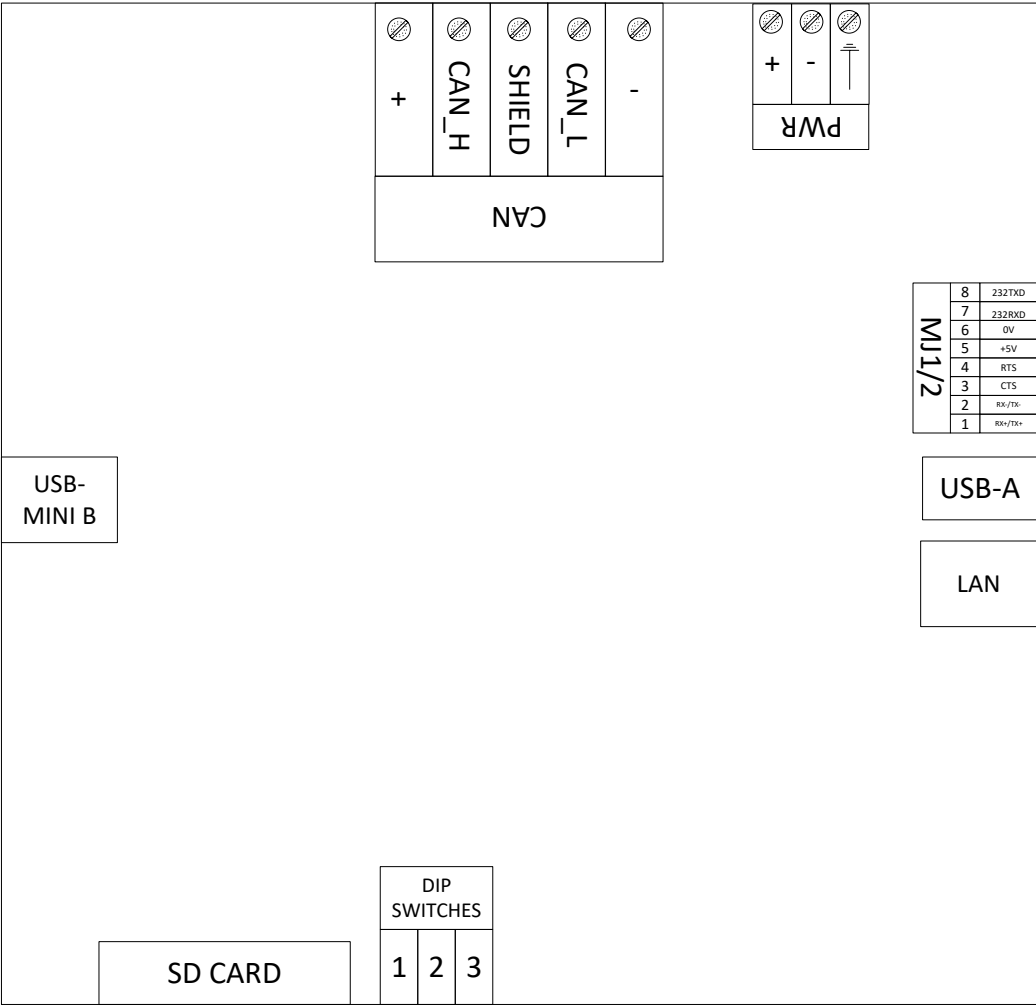 +
CAN_H
SHIELD
CAN_L
-
CAN
+
-
PWR
MJ1/2
8 232TXD
7 232RXD
6 0V
5 +5V
4 RTS
3 CTS
2 RX-/TX-
1 RX+/TX+
USB-
MINI B
USB-A
LAN
DIP
SWITCHES
1 2 3
SD CARD